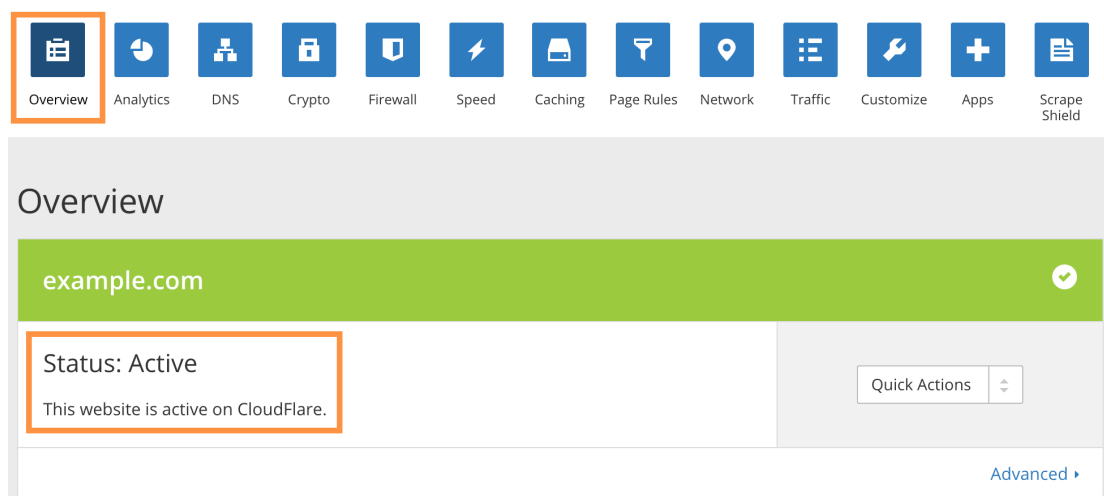 Overview Analytics DNS Crypto Firewall Speed Caching Page Rules Network Traffic Customize Apps Scrape
Shield
Overview
example.com
Status: Active
This website is active on CloudFlare.
Quick Actions
Advanced